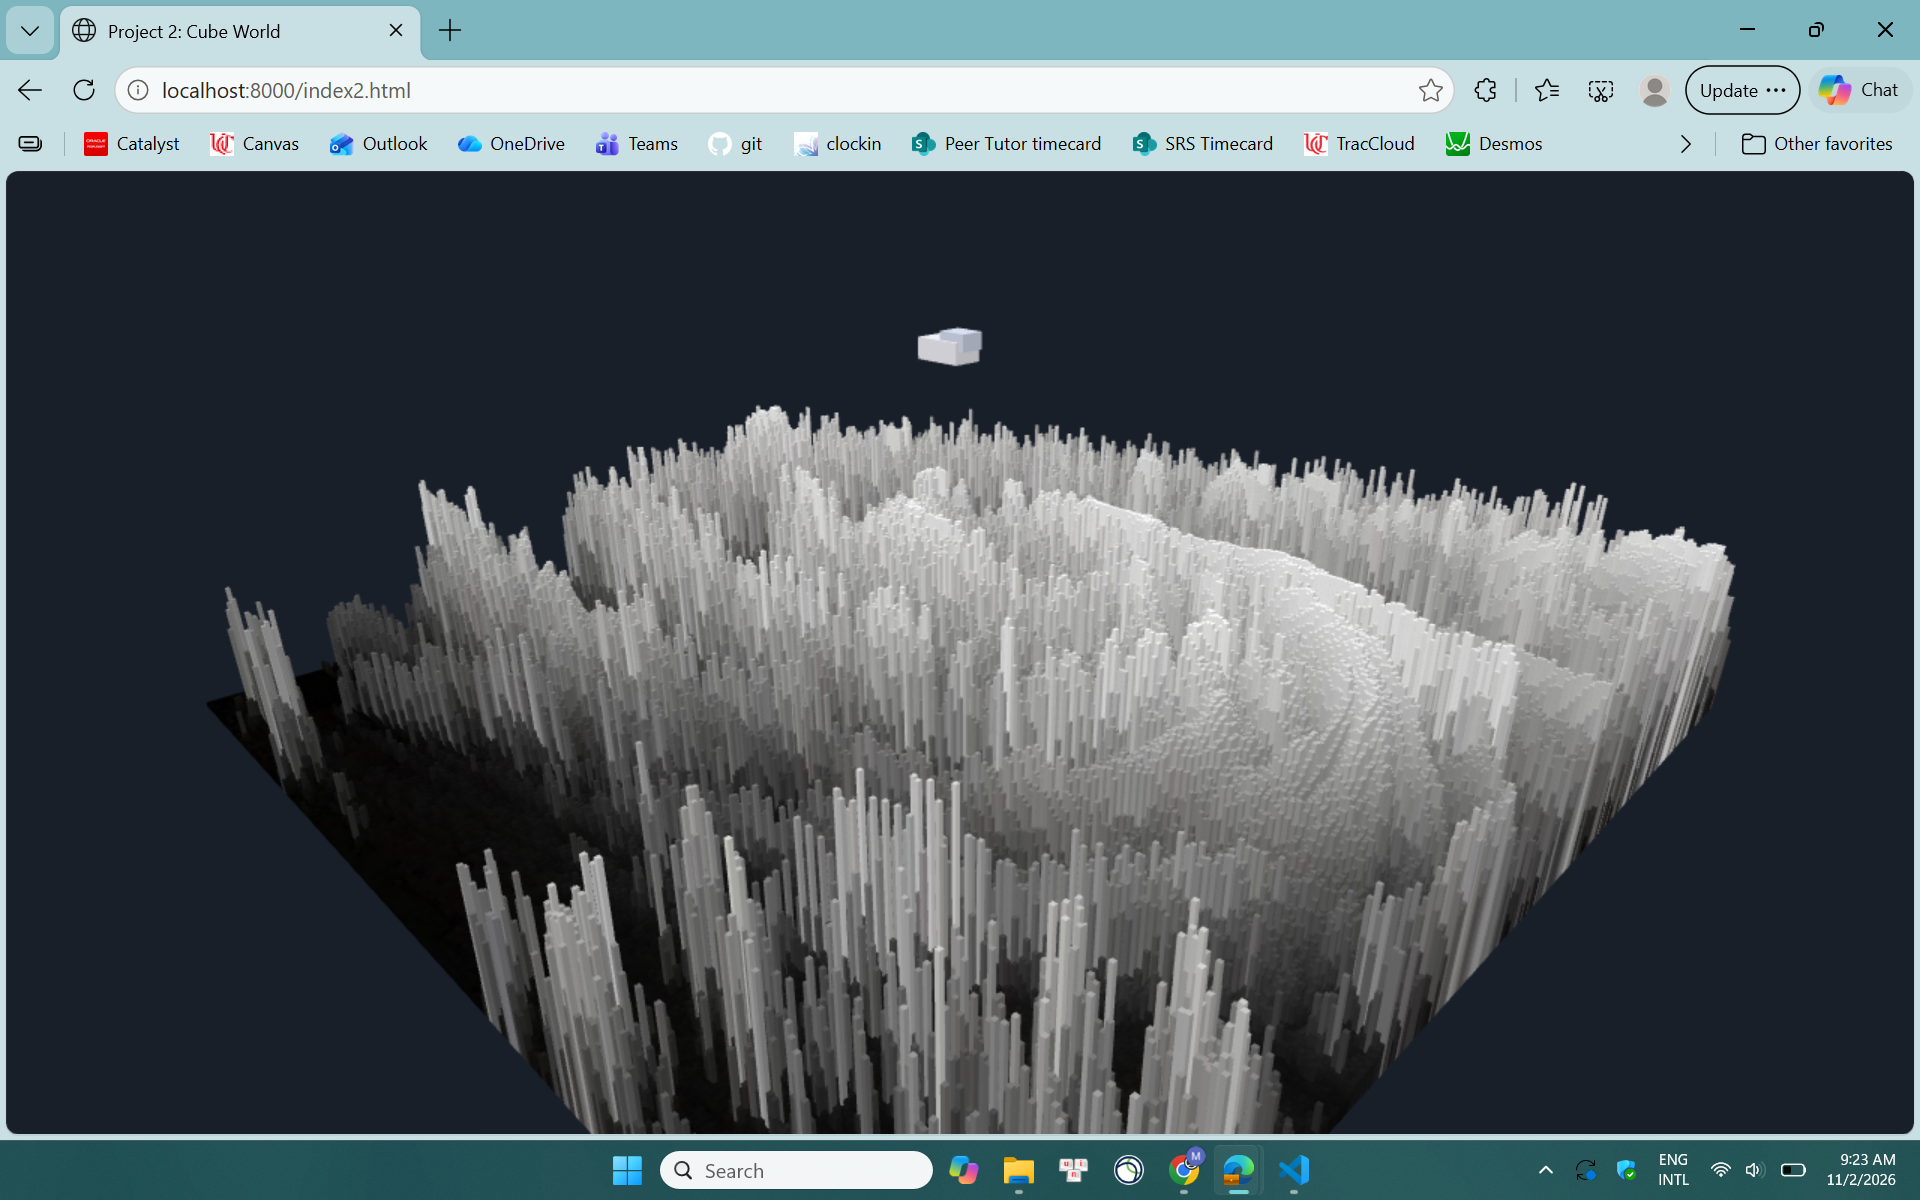 Project 2: Cube World
localhost:8000/index2.html
Update
Chat
Catalyst
Canvas
Outlook
OneDrive
Teams
git
clockin
Peer Tutor timecard
SRS Timecard
TracCloud
Desmos
Other favorites
Search
M
ENG
INTL
9:23 AM
11/2/2026